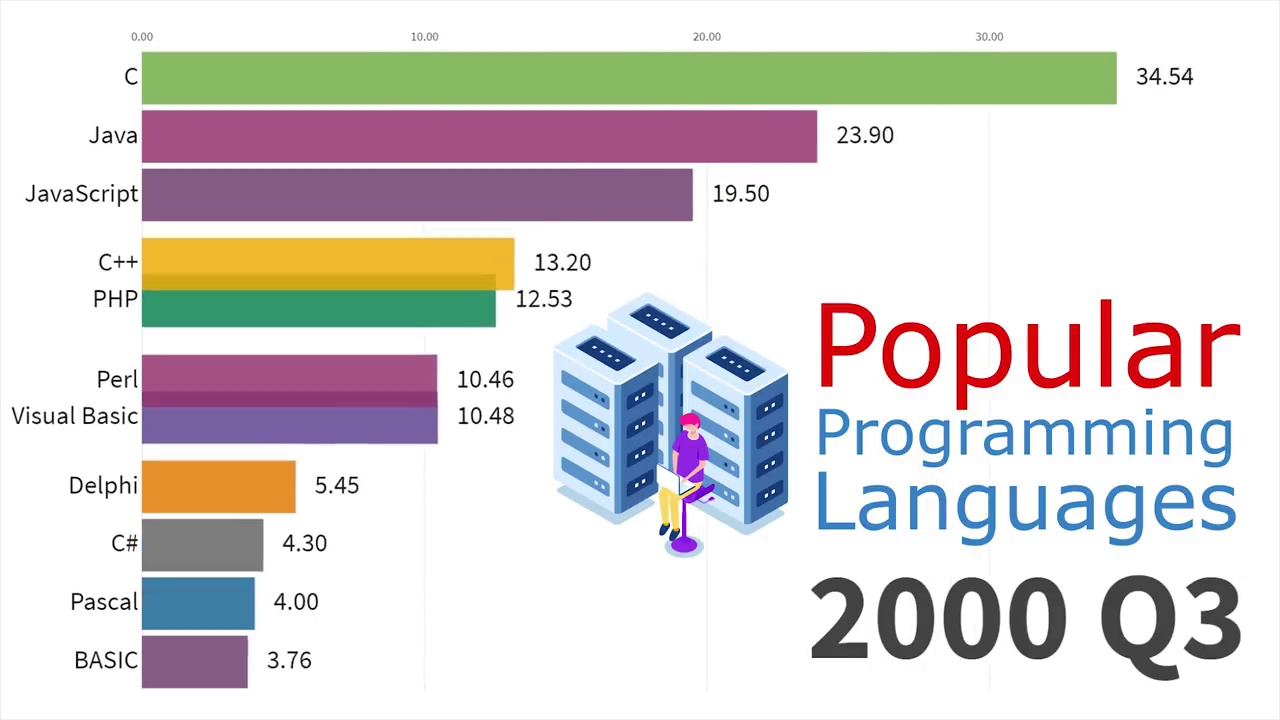 0.00 10.00 20.00 30.00
C 34.54
Java 23.90
JavaScript 19.50
C++ 13.20
PHP 12.53
Perl 10.46
Visual Basic 10.48
Delphi 5.45
C# 4.30
Pascal 4.00
BASIC 3.76
Popular
Programming
Languages
2000 Q3